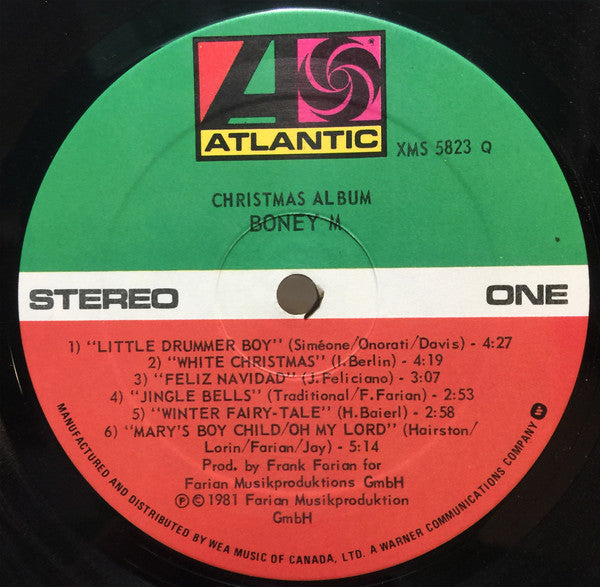 ATLANTIC
XMS 5823 Q
CHRISTMAS ALBUM
BONEY M
STEREO
ONE
1) "LITTLE DRUMMER BOY" (Siméone/Onorati/Davis) - 4:27
2) "WHITE CHRISTMAS" (I. Berlin) - 4:19
3) "FELIZ NAVIDAD" (J. Feliciano) - 3:07
4) "JINGLE BELLS" (Traditional/F. Farian) - 2:53
5) "WINTER FAIRY-TALE" (H. Baierl) - 2:58
6) "MARY'S BOY CHILD/OH MY LORD" (Hairston/
Lorin/Farian/Jay) - 5:14
Prod. by Frank Farian for
Farian Musikproduktions GmbH
Ⓟ © 1981 Farian Musikproduktion
GmbH
MANUFACTURED AND DISTRIBUTED BY WEA MUSIC OF CANADA, LTD. A WARNER COMMUNICATIONS COMPANY